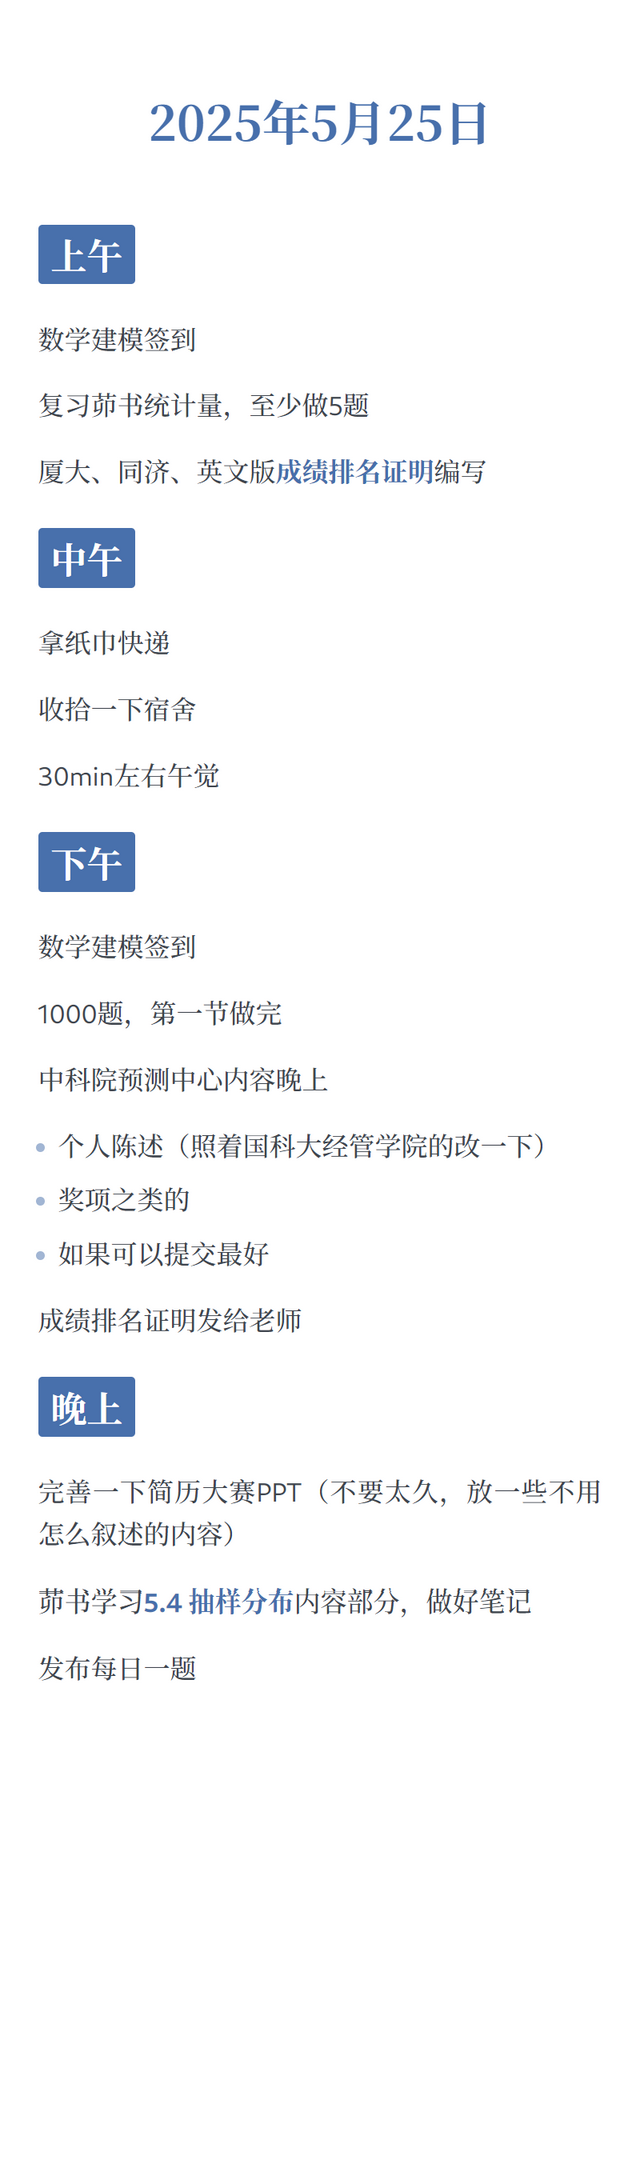 2025年5月25日
上午
数学建模签到
复习茆书统计量，至少做5题
厦大、同济、英文版成绩排名证明编写
中午
拿纸巾快递
收拾一下宿舍
30min左右午觉
下午
数学建模签到
1000题，第一节做完
中科院预测中心内容晚上
个人陈述（照着国科大经管学院的改一下）
奖项之类的
如果可以提交最好
成绩排名证明发给老师
晚上
完善一下简历大赛PPT（不要太久，放一些不用
怎么叙述的内容）
茆书学习5.4 抽样分布内容部分，做好笔记
发布每日一题